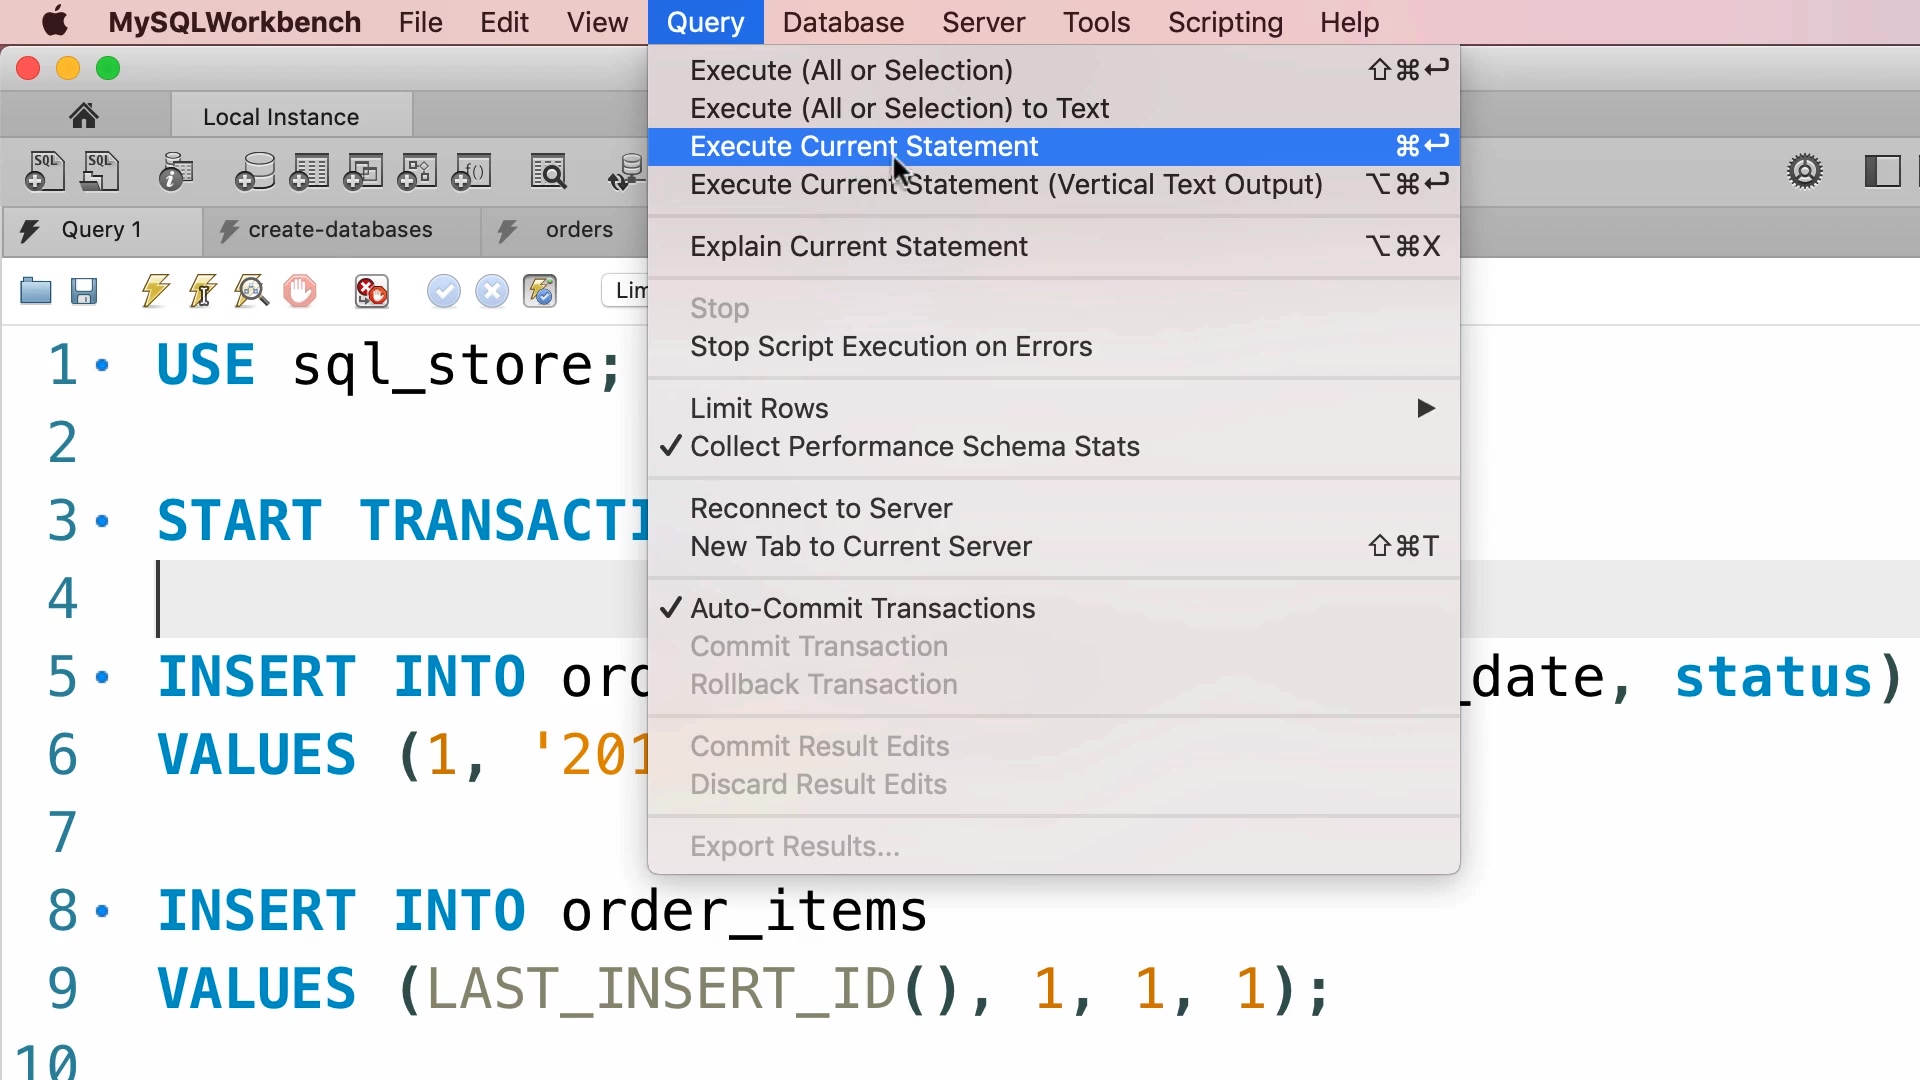 MySQLWorkbench File Edit View Query Database Server Tools Scripting Help
Execute (All or Selection) ⇧⌘↩
Local Instance
Execute (All or Selection) to Text
Execute Current Statement ⌘↩
SQL SQL f()
Execute Current Statement (Vertical Text Output) ⌥⌘↩
Query 1 create-databases orders
Explain Current Statement ⌥⌘X
Lim
Stop
Stop Script Execution on Errors
1 USE sql_store;
Limit Rows
2
✓ Collect Performance Schema Stats
Reconnect to Server
3 START TRANSACTI
New Tab to Current Server ⇧⌘T
4
✓ Auto-Commit Transactions
Commit Transaction
5 INSERT INTO ord _date, status)
Rollback Transaction
Commit Result Edits
6 VALUES (1, '201
Discard Result Edits
7
Export Results...
8 INSERT INTO order_items
9 VALUES (LAST_INSERT_ID(), 1, 1, 1);
10